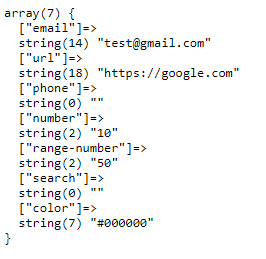 array(7) {
  ["email"]=>
  string(14) "test@gmail.com"
  ["url"]=>
  string(18) "https://google.com"
  ["phone"]=>
  string(0) ""
  ["number"]=>
  string(2) "10"
  ["range-number"]=>
  string(2) "50"
  ["search"]=>
  string(0) ""
  ["color"]=>
  string(7) "#000000"
}